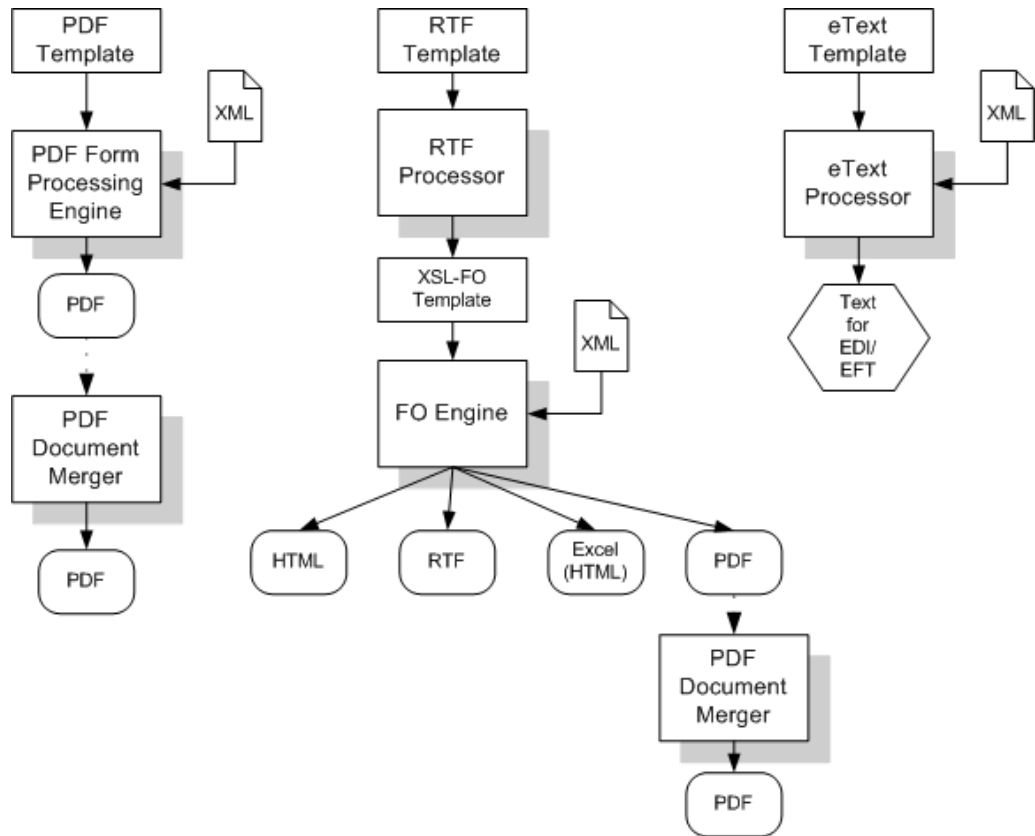 PDF
Template
XML
PDF Form
Processing
Engine
PDF
PDF
Document
Merger
PDF
RTF
Template
RTF
Processor
XSL-FO
Template
XML
FO Engine
HTML
RTF
Excel
(HTML)
PDF
PDF
Document
Merger
PDF
eText
Template
XML
eText
Processor
Text
for
EDI/
EFT